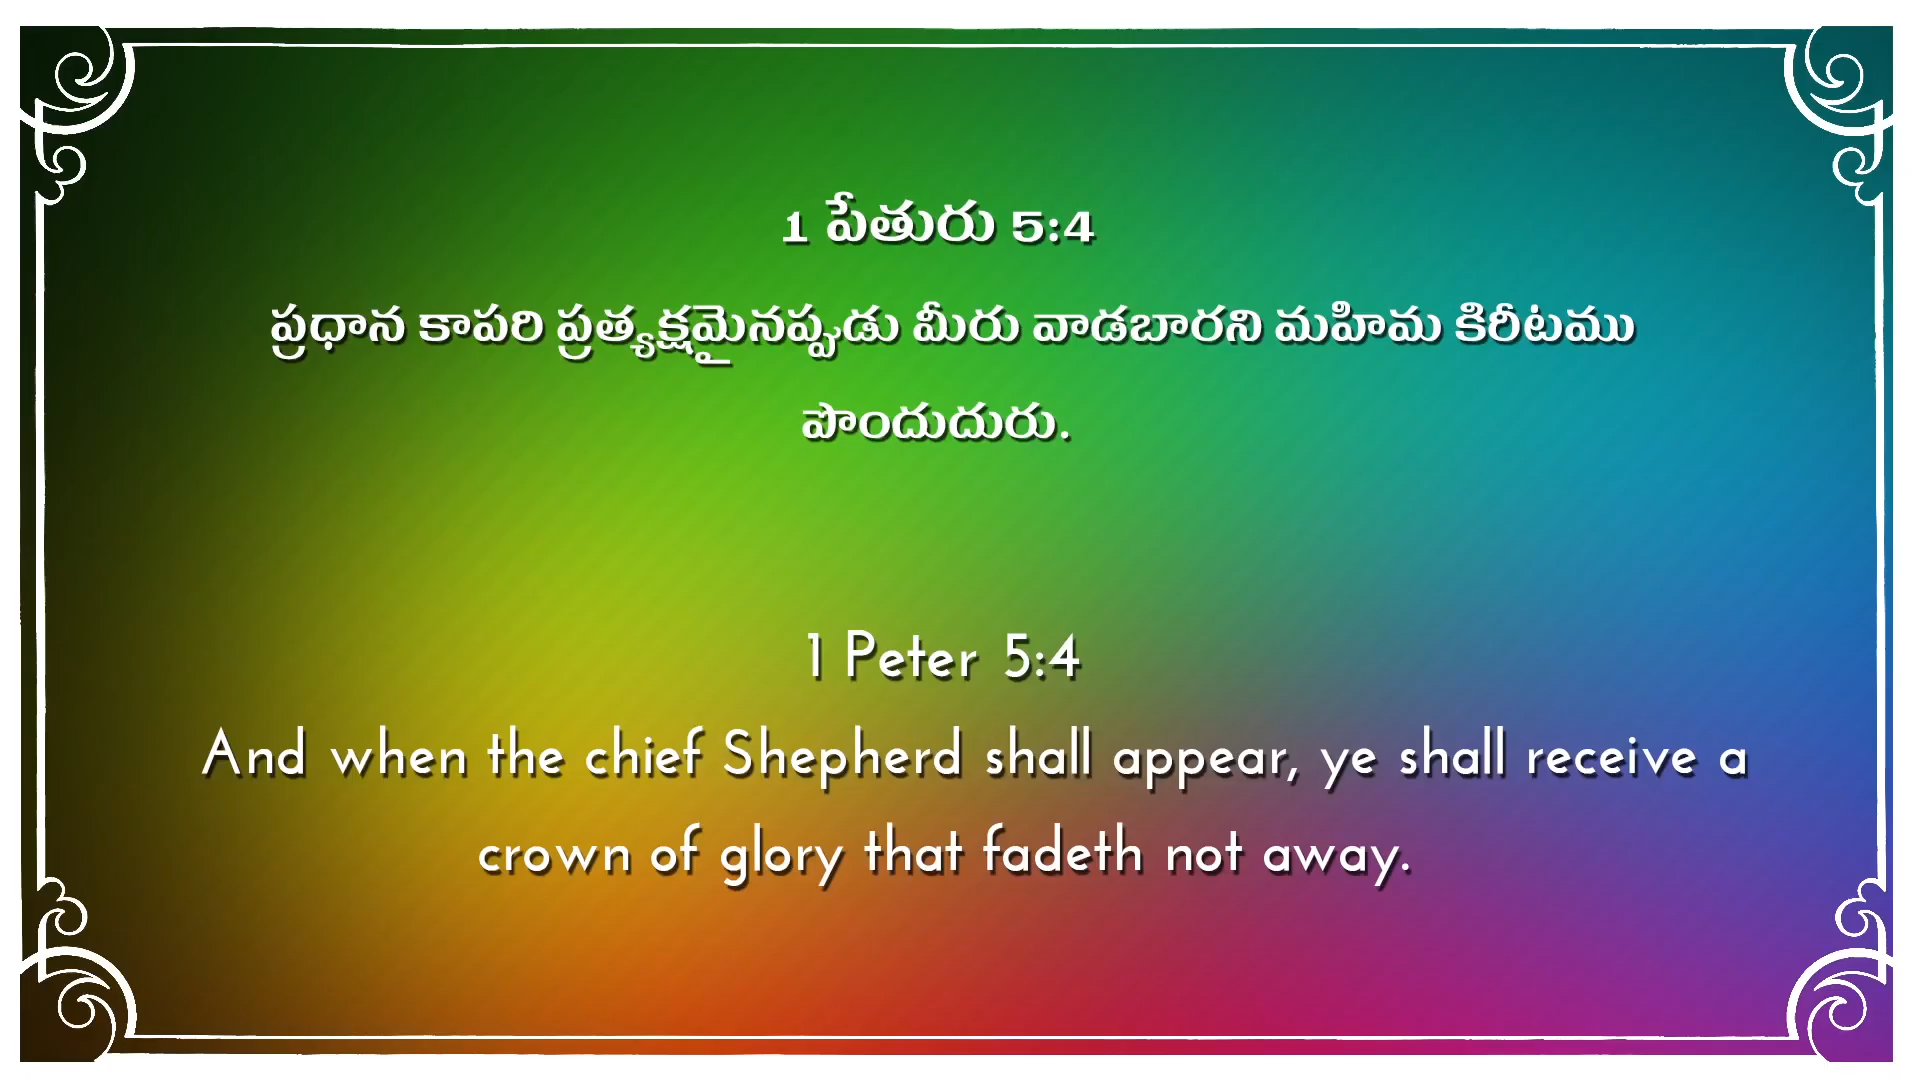 1 పేతురు 5:4
ప్రధాన కాపరి ప్రత్యక్షమైనప్పుడు మీరు వాడబారని మహిమ కిరీటము
పొందుదురు.
1 Peter 5:4
And when the chief Shepherd shall appear, ye shall receive a
crown of glory that fadeth not away.